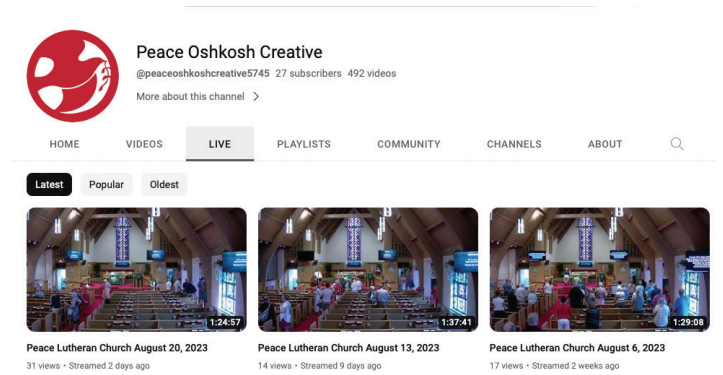 Peace Oshkosh Creative
@peaceoshkoshcreative5745 27 subscribers 492 videos
More about this channel >
HOME VIDEOS LIVE PLAYLISTS COMMUNITY CHANNELS ABOUT
Latest Popular Oldest
1:24:57 1:37:41 1:29:08
Peace Lutheran Church August 20, 2023 Peace Lutheran Church August 13, 2023 Peace Lutheran Church August 6, 2023
31 views • Streamed 2 days ago 14 views • Streamed 9 days ago 17 views • Streamed 2 weeks ago